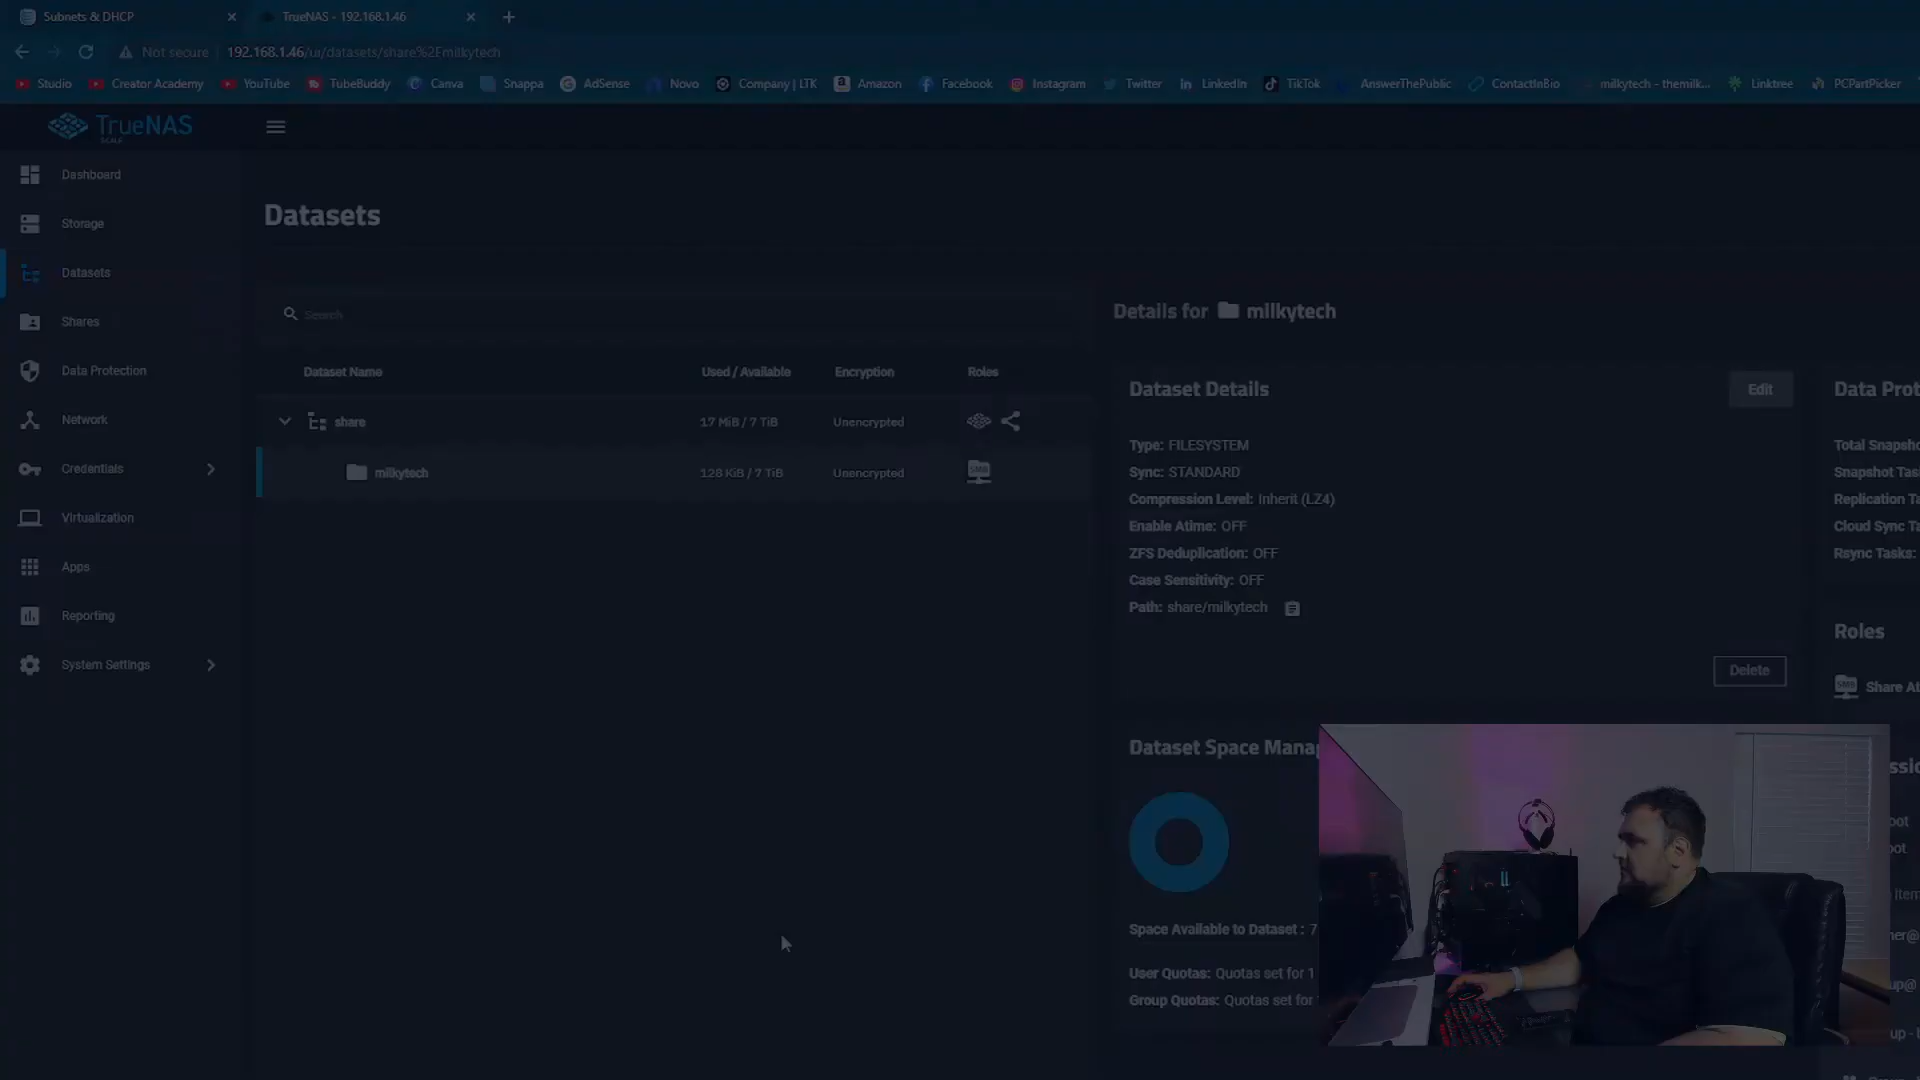 Subnets & DHCP
TrueNAS - 192.168.1.46
Not secure 192.168.1.46/ui/datasets/share%2Fmilkytech
Studio Creator Academy YouTube TubeBuddy Canva Snappa AdSense Novo Company | LTK Amazon Facebook Instagram Twitter LinkedIn TikTok AnswerThePublic ContactInBio milkytech - themilk... Linktree PCPartPicker
TrueNAS
SCALE
Dashboard
Storage
Datasets
Shares
Data Protection
Network
Credentials
Virtualization
Apps
Reporting
System Settings
Datasets
Search
Dataset Name Used / Available Encryption Roles
share 17 MiB / 7 TiB Unencrypted
milkytech 128 KiB / 7 TiB Unencrypted
SMB
Details for milkytech
Dataset Details
Edit
Type: FILESYSTEM
Sync: STANDARD
Compression Level: Inherit (LZ4)
Enable Atime: OFF
ZFS Deduplication: OFF
Case Sensitivity: OFF
Path: share/milkytech
Delete
Dataset Space Mana
Space Available to Dataset : 7
User Quotas: Quotas set for 1
Group Quotas: Quotas set for
Data Prot
Total Snapsho
Snapshot Tas
Replication Ta
Cloud Sync Ta
Rsync Tasks:
Roles
SMB
Share At